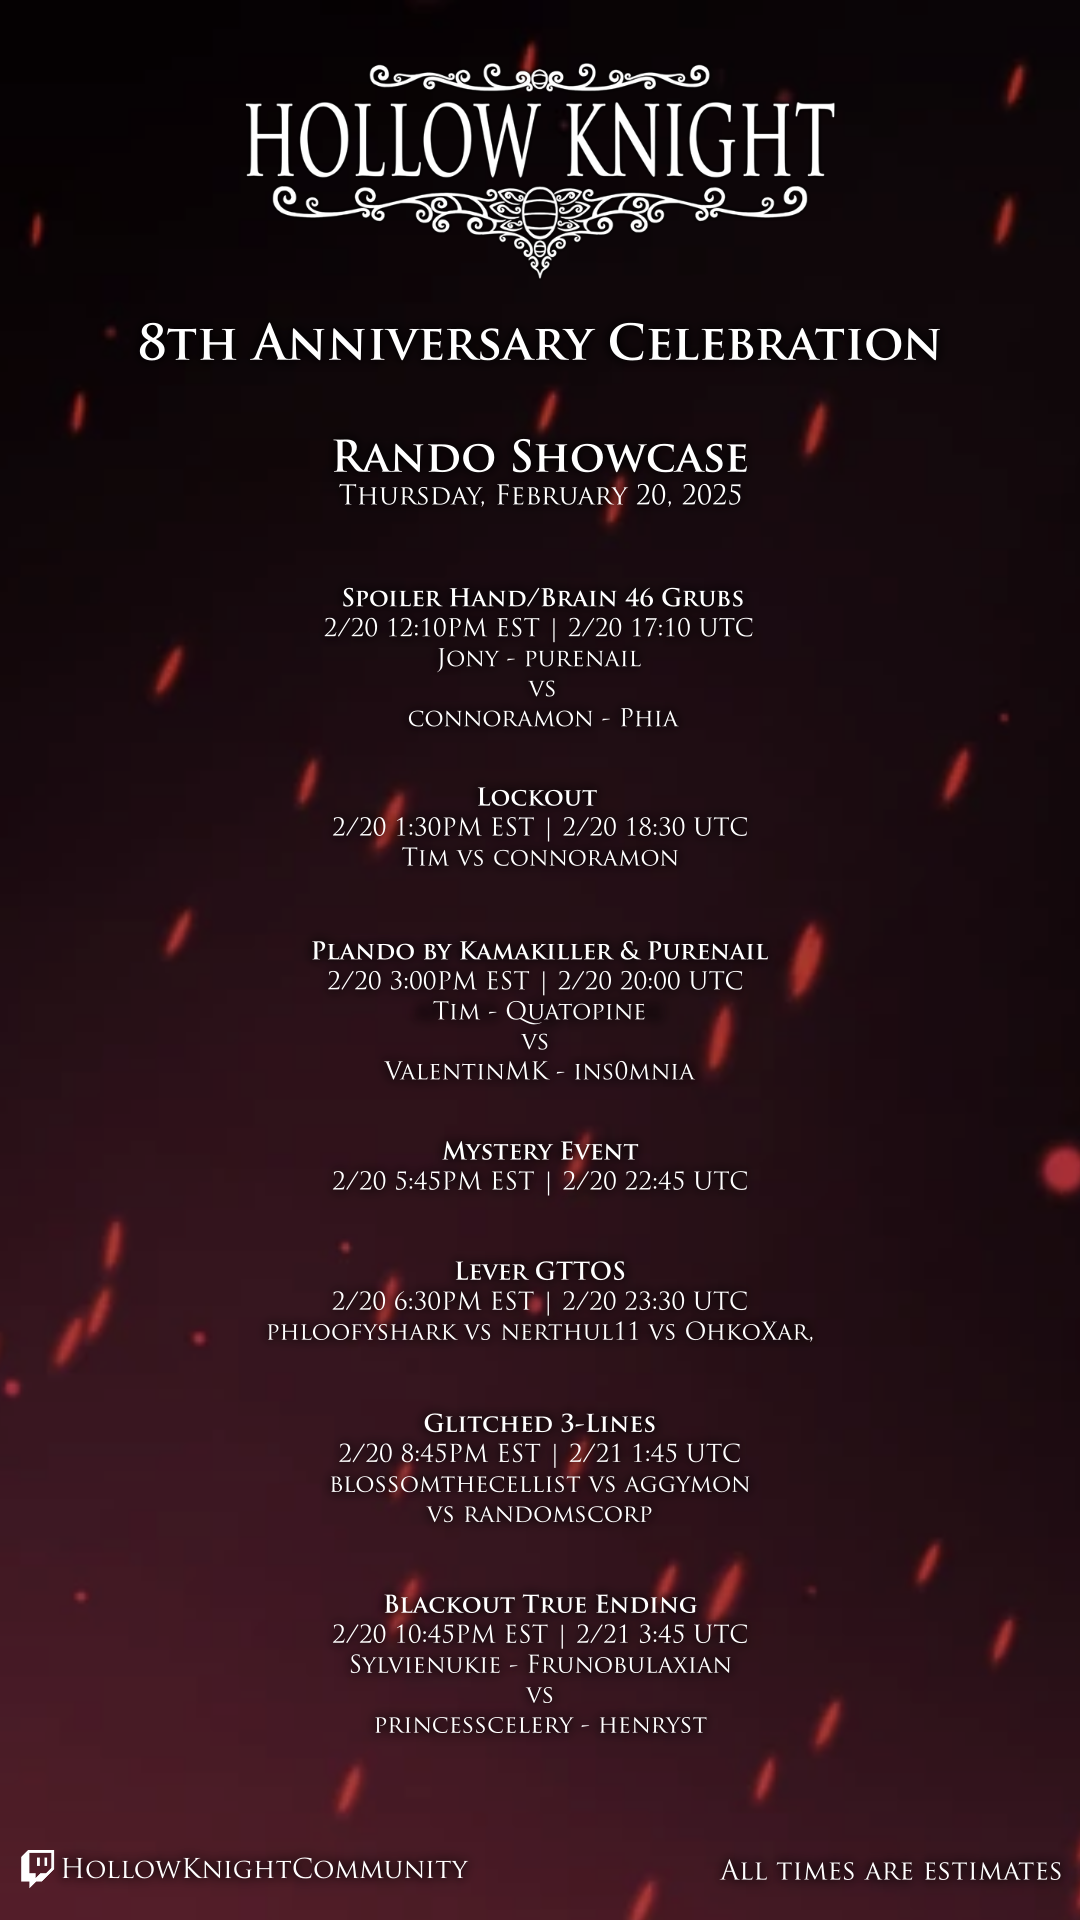 HOLLOW KNIGHT
8th Anniversary Celebration
Rando Showcase
Thursday, February 20, 2025
Spoiler Hand/Brain 46 Grubs
2/20 12:10PM EST | 2/20 17:10 UTC
Jony - purenail
vs
connoramon - Phia
Lockout
2/20 1:30PM EST | 2/20 18:30 UTC
Tim vs connoramon
Plando by Kamakiller & Purenail
2/20 3:00PM EST | 2/20 20:00 UTC
Tim - Quatopine
vs
ValentinMK - ins0mnia
Mystery Event
2/20 5:45PM EST | 2/20 22:45 UTC
Lever GTTOS
2/20 6:30PM EST | 2/20 23:30 UTC
phloofyshark vs nerthul11 vs OhkoXar,
Glitched 3-Lines
2/20 8:45PM EST | 2/21 1:45 UTC
blossomthecellist vs aggymon
vs randomscorp
Blackout True Ending
2/20 10:45PM EST | 2/21 3:45 UTC
Sylvienukie - Frunobulaxian
vs
princesscelery - henryst
HollowKnightCommunity
All times are estimates